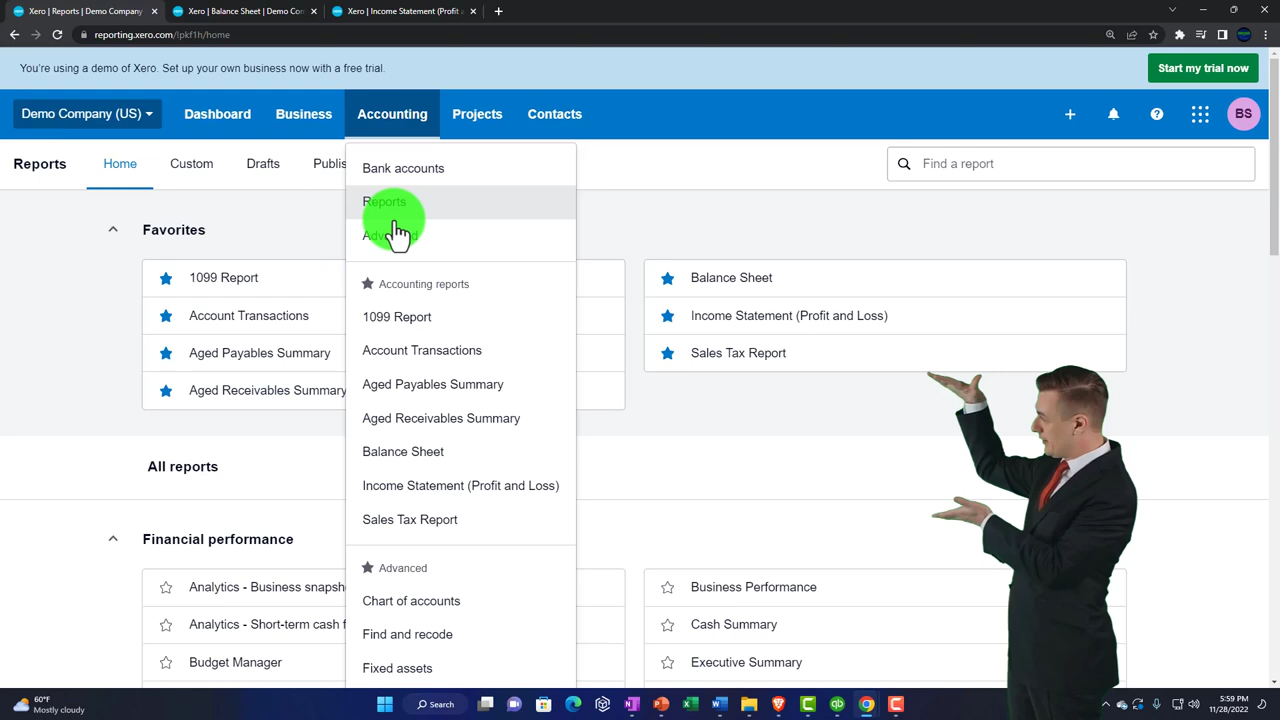 Xero | Reports | Demo Company
Xero | Balance Sheet | Demo Com
Xero | Income Statement (Profit a
reporting.xero.com/!pkf1h/home
You're using a demo of Xero. Set up your own business now with a free trial.
Start my trial now
Demo Company (US)
Dashboard
Business
Accounting
Projects
Contacts
BS
Reports
Home
Custom
Drafts
Publis
Find a report
Bank accounts
Reports
Advanced
Accounting reports
1099 Report
Account Transactions
Aged Payables Summary
Aged Receivables Summary
Balance Sheet
Income Statement (Profit and Loss)
Sales Tax Report
Advanced
Chart of accounts
Find and recode
Fixed assets
Favorites
1099 Report
Account Transactions
Aged Payables Summary
Aged Receivables Summary
Balance Sheet
Income Statement (Profit and Loss)
Sales Tax Report
All reports
Financial performance
Analytics - Business snapsh
Analytics - Short-term cash f
Budget Manager
Business Performance
Cash Summary
Executive Summary
60°F
Mostly cloudy
Search
5:59 PM
11/28/2022